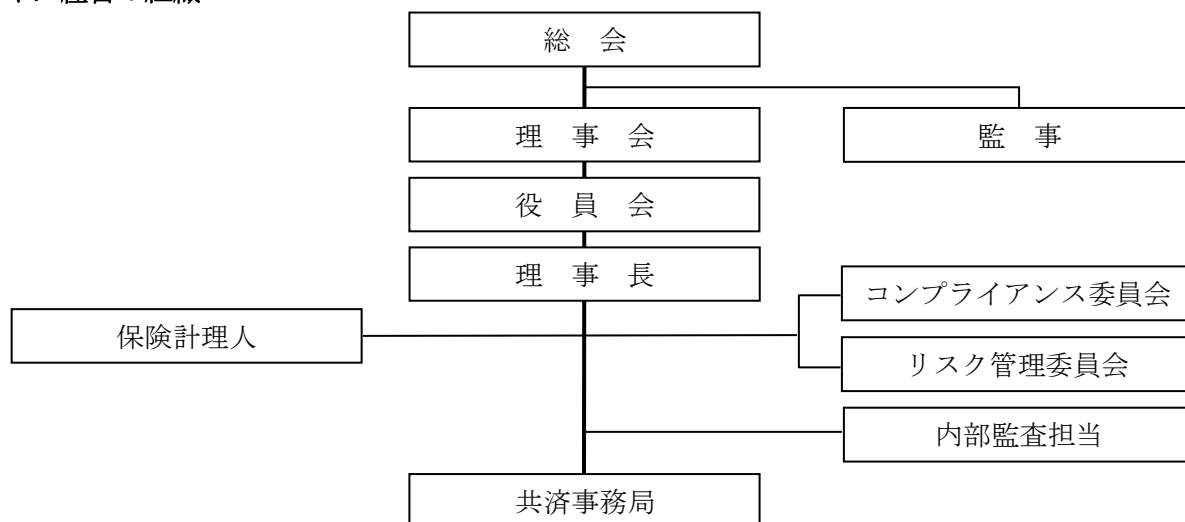 総　会
理　事　会
監　事
役　員　会
理　事　長
コンプライアンス委員会
保険計理人
リスク管理委員会
内部監査担当
共済事務局